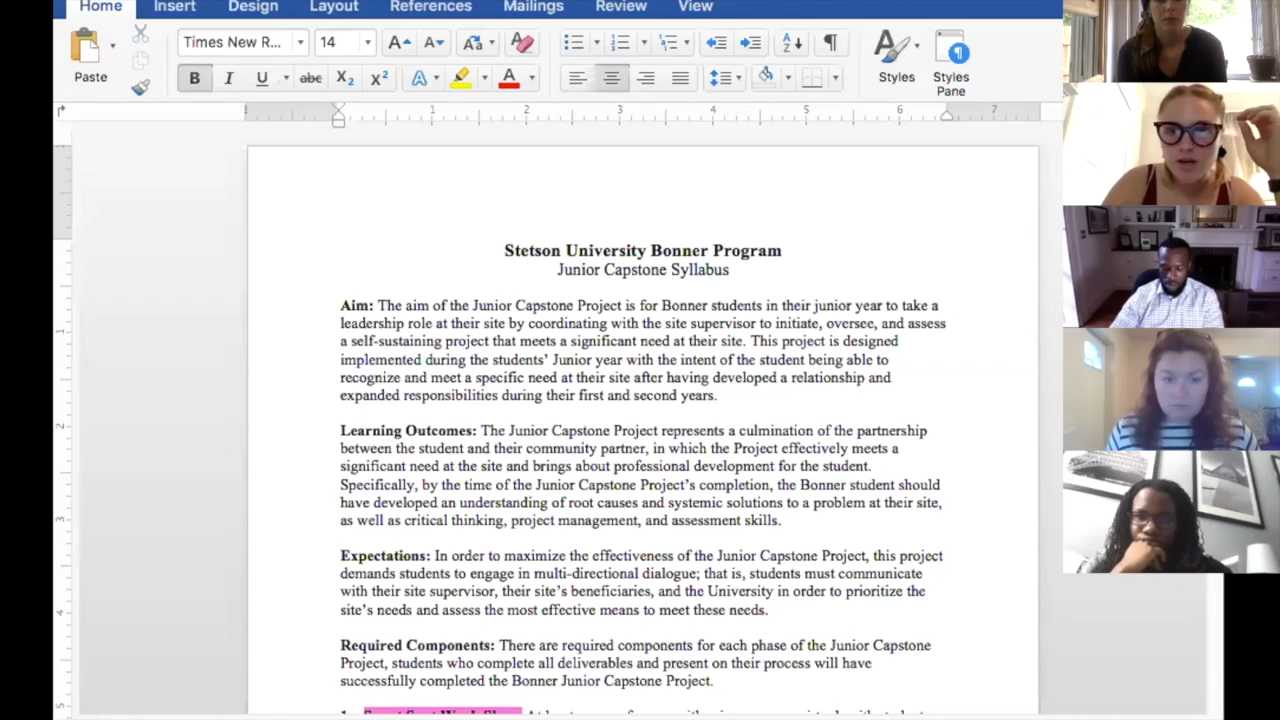 Home Insert Design Layout References Mailings Review View
Times New R... 14
Paste
Styles
Styles Pane
1 1 2 3 4 5 6 7
Stetson University Bonner Program
Junior Capstone Syllabus
Aim: The aim of the Junior Capstone Project is for Bonner students in their junior year to take a
leadership role at their site by coordinating with the site supervisor to initiate, oversee, and assess
a self-sustaining project that meets a significant need at their site. This project is designed
implemented during the students’ Junior year with the intent of the student being able to
recognize and meet a specific need at their site after having developed a relationship and
expanded responsibilities during their first and second years.
Learning Outcomes: The Junior Capstone Project represents a culmination of the partnership
between the student and their community partner, in which the Project effectively meets a
significant need at the site and brings about professional development for the student.
Specifically, by the time of the Junior Capstone Project’s completion, the Bonner student should
have developed an understanding of root causes and systemic solutions to a problem at their site,
as well as critical thinking, project management, and assessment skills.
Expectations: In order to maximize the effectiveness of the Junior Capstone Project, this project
demands students to engage in multi-directional dialogue; that is, students must communicate
with their site supervisor, their site’s beneficiaries, and the University in order to prioritize the
site’s needs and assess the most effective means to meet these needs.
Required Components: There are required components for each phase of the Junior Capstone
Project, students who complete all deliverables and present on their process will have
successfully completed the Bonner Junior Capstone Project.